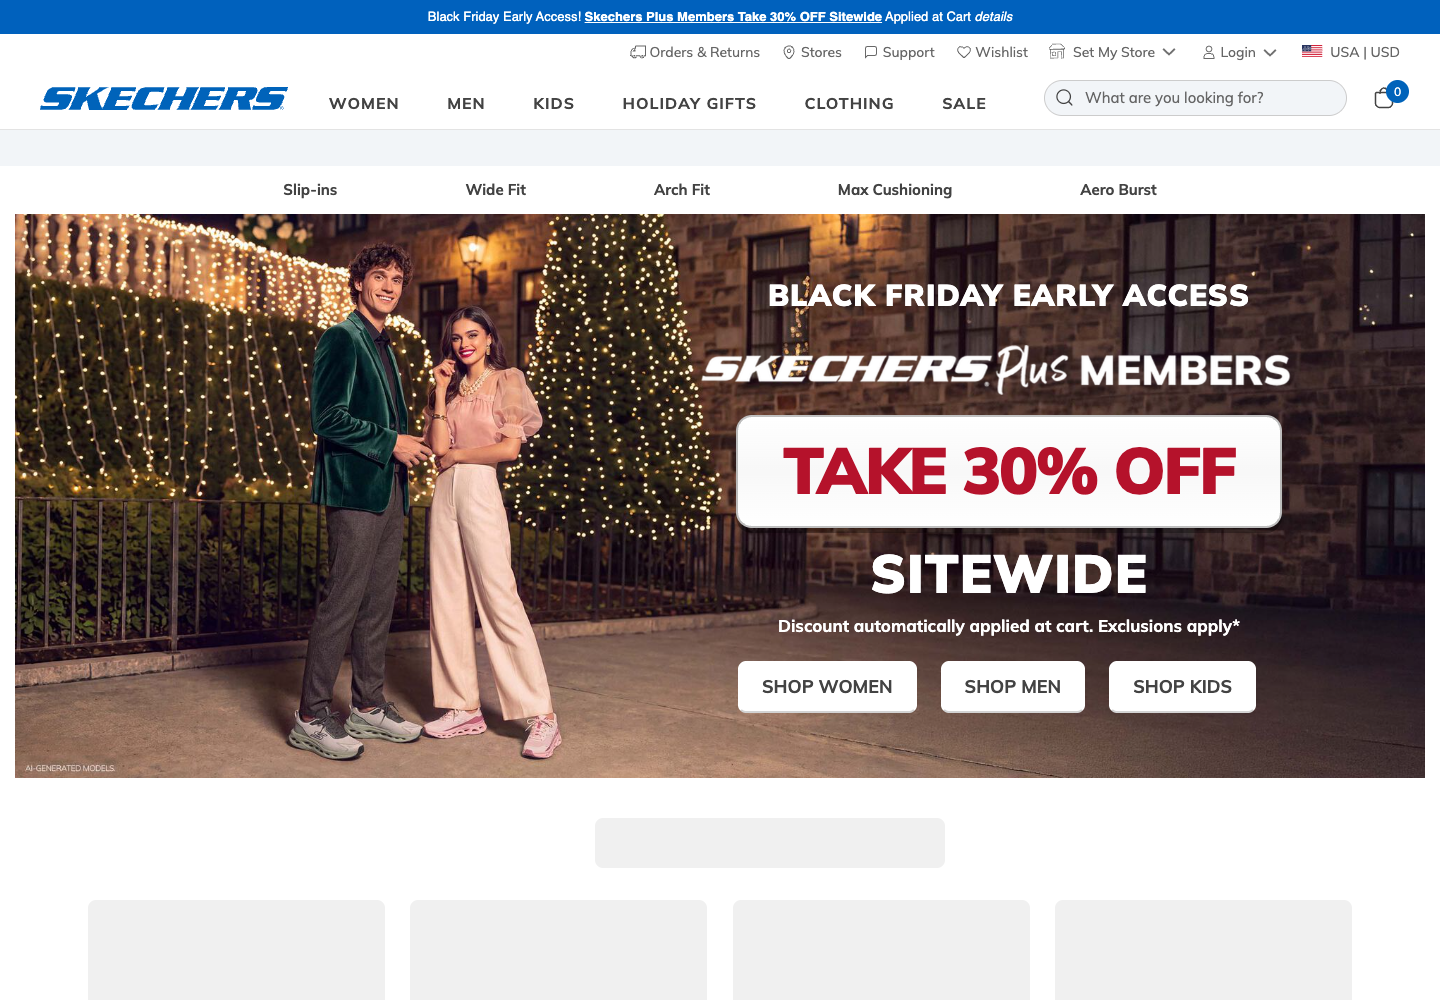 Black Friday Early Access! Skechers Plus Members Take 30% OFF Sitewide Applied at Cart details
Orders & Returns
Stores
Support
Wishlist
Set My Store
Login
USA | USD
SKECHERS
WOMEN
MEN
KIDS
HOLIDAY GIFTS
CLOTHING
SALE
What are you looking for?
0
Slip-ins
Wide Fit
Arch Fit
Max Cushioning
Aero Burst
BLACK FRIDAY EARLY ACCESS
SKECHERS Plus MEMBERS
TAKE 30% OFF
SITEWIDE
Discount automatically applied at cart. Exclusions apply*
SHOP WOMEN
SHOP MEN
SHOP KIDS
AI-GENERATED MODELS.